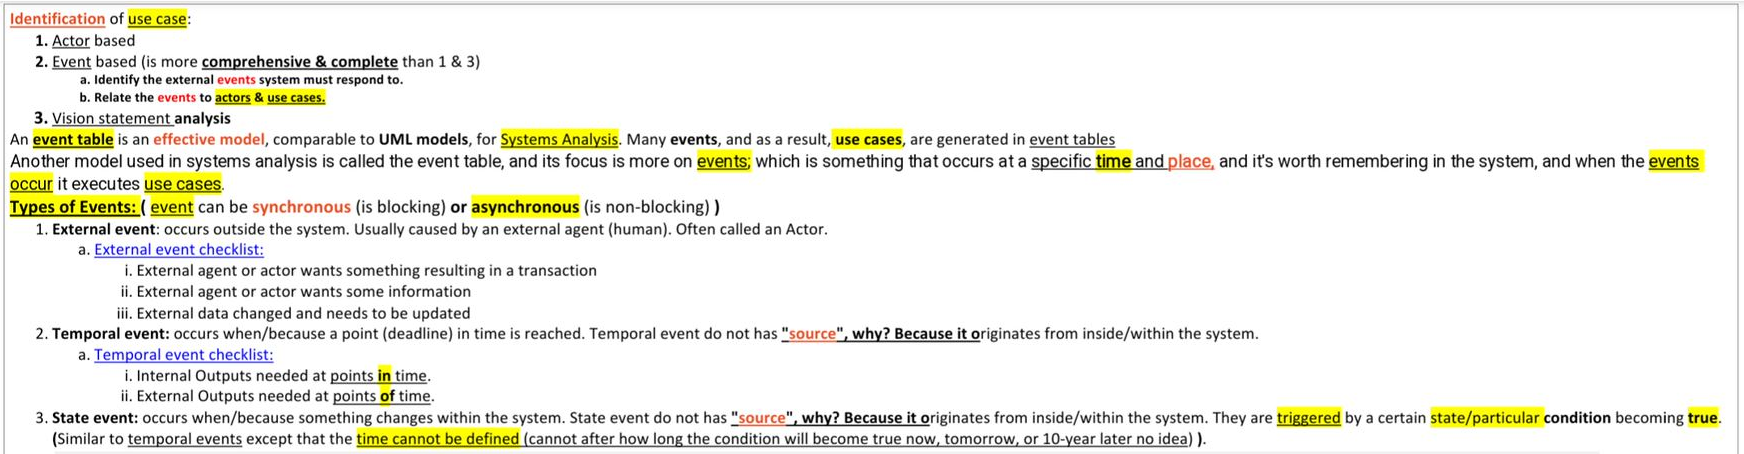 Identification of use case:
1. Actor based
2. Event based (is more comprehensive & complete than 1 & 3)
a. Identify the external events system must respond to.
b. Relate the events to actors & use cases.
3. Vision statement analysis
An event table is an effective model, comparable to UML models, for Systems Analysis. Many events, and as a result, use cases, are generated in event tables
Another model used in systems analysis is called the event table, and its focus is more on events; which is something that occurs at a specific time and place, and it's worth remembering in the system, and when the events
occur it executes use cases.
Types of Events: ( event can be synchronous (is blocking) or asynchronous (is non-blocking) )
1. External event: occurs outside the system. Usually caused by an external agent (human). Often called an Actor.
a. External event checklist:
i. External agent or actor wants something resulting in a transaction
ii. External agent or actor wants some information
iii. External data changed and needs to be updated
2. Temporal event: occurs when/because a point (deadline) in time is reached. Temporal event do not has "source", why? Because it originates from inside/within the system.
a. Temporal event checklist:
i. Internal Outputs needed at points in time.
ii. External Outputs needed at points of time.
3. State event: occurs when/because something changes within the system. State event do not has "source", why? Because it originates from inside/within the system. They are triggered by a certain state/particular condition becoming true.
(Similar to temporal events except that the time cannot be defined (cannot after how long the condition will become true now, tomorrow, or 10-year later no idea) ).